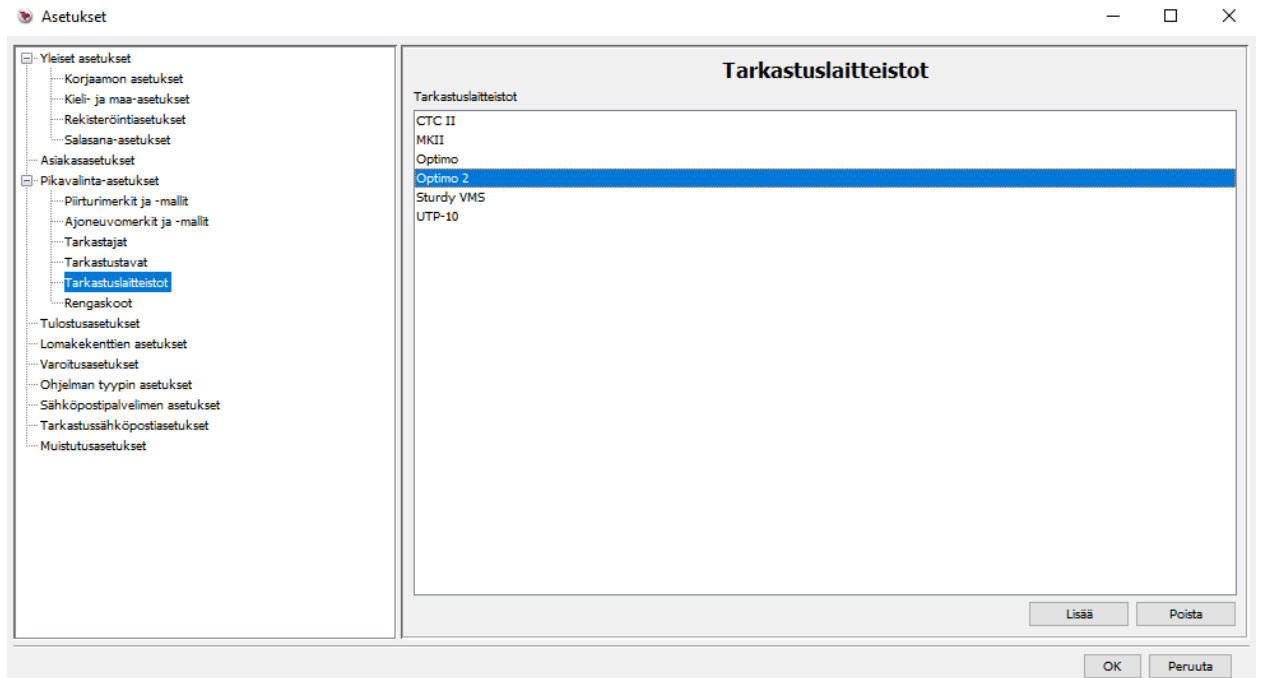 Asetukset
Yleiset asetukset
Korjaamon asetukset
Kieli- ja maa-asetukset
Rekisteröintiasetukset
Salasana-asetukset
Asiakasasetukset
Pikavalinta-asetukset
Piirturimerkit ja -mallit
Ajoneuvomerkit ja -mallit
Tarkastajat
Tarkastustavat
Tarkastuslaitteistot
Rengaskoot
Tulostusasetukset
Lomakekenttien asetukset
Varoitusasetukset
Ohjelman tyypin asetukset
Sähköpostipalvelimen asetukset
Tarkastussähköpostiasetukset
Muistutusasetukset
Tarkastuslaitteistot
Tarkastuslaitteistot
CTC II
MKII
Optimo
Optimo 2
Sturdy VMS
UTP-10
Lisää Poista
OK Peruuta